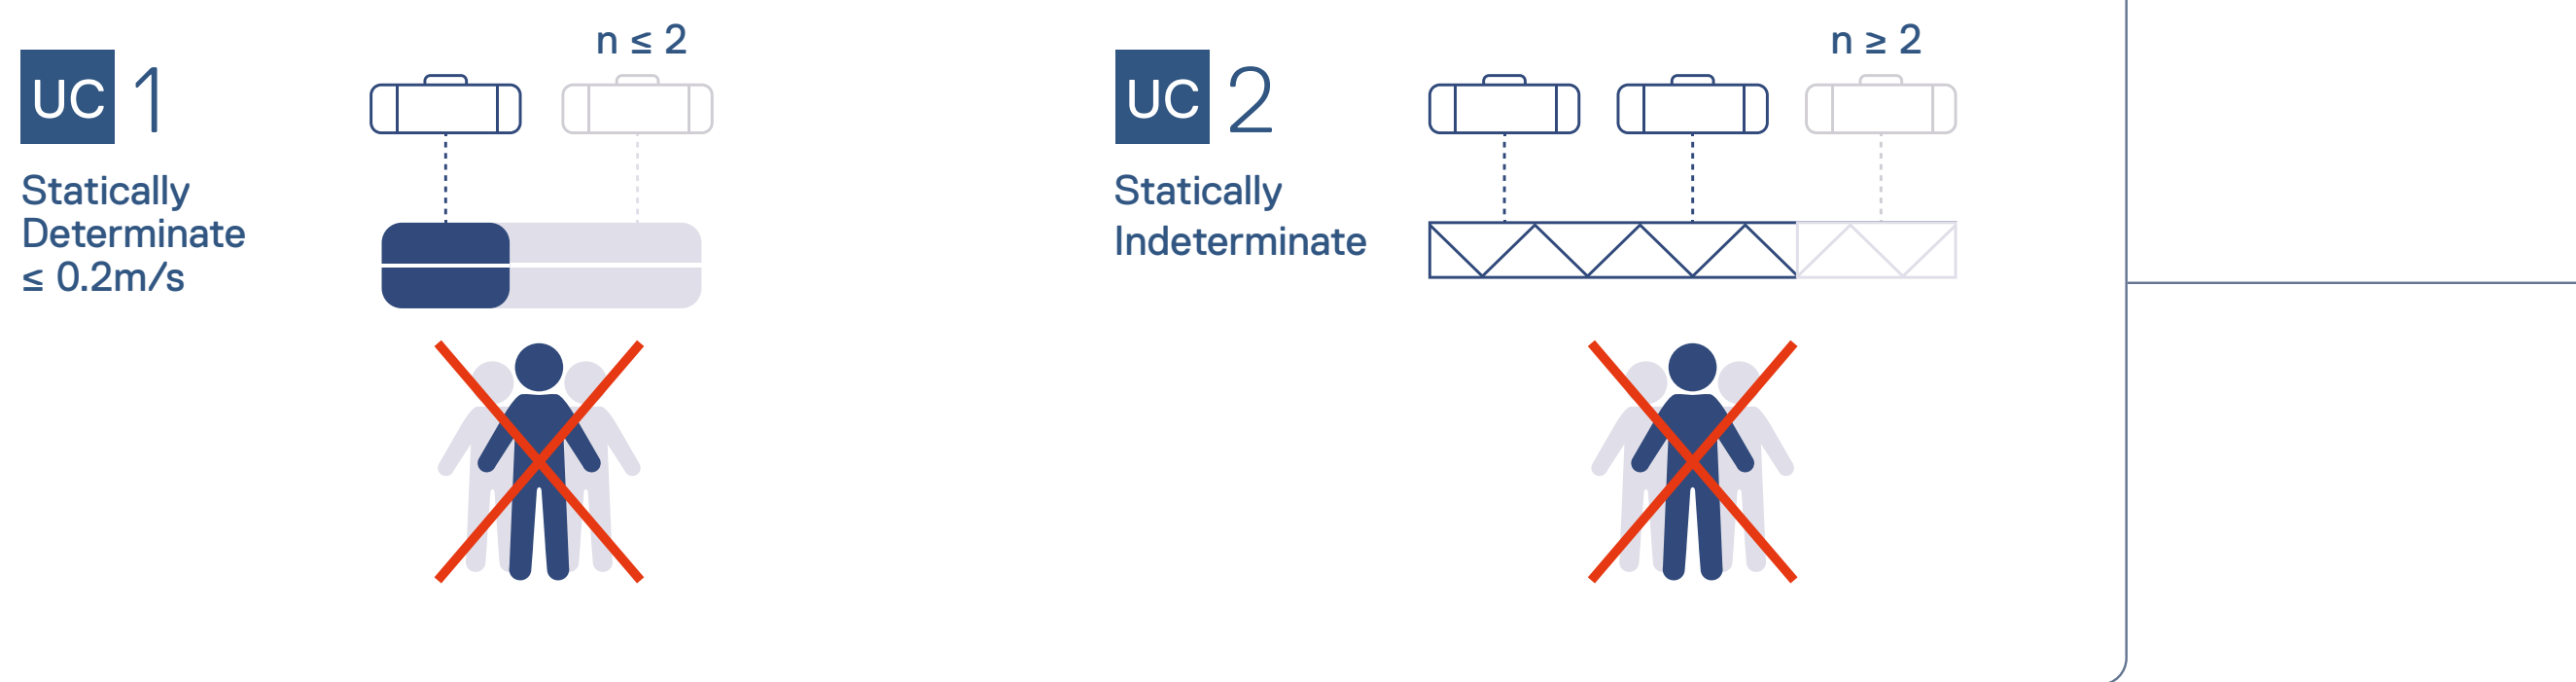 n ≤ 2
UC 1
Statically
Determinate
≤ 0.2m/s
n ≥ 2
UC 2
Statically
Indeterminate